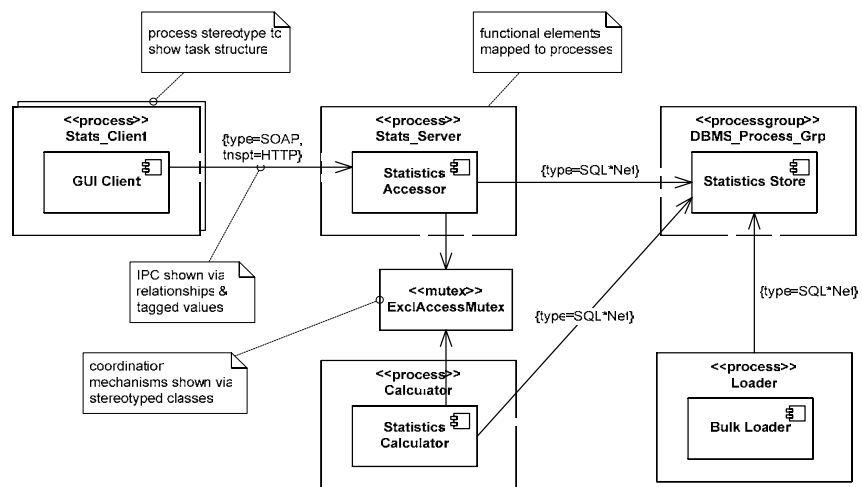 process stereotype to
show task structure
functional elements
mapped to processes
<<process>>
Stats_Client
GUI Client
{type=SOAP,
tnspt=HTTP}
<<process>>
Stats_Server
Statistics
Accessor
{type=SQL*Net}
<<processgroup>>
DBMS_Process_Grp
Statistics Store
IPC shown via
relationships &
tagged values
<<mutex>>
ExclAccessMutex
{type=SQL*Net}
{type=SQL*Net}
coordination
mechanisms shown via
stereotyped classes
<<process>>
Calculator
Statistics
Calculator
<<process>>
Loader
Bulk Loader